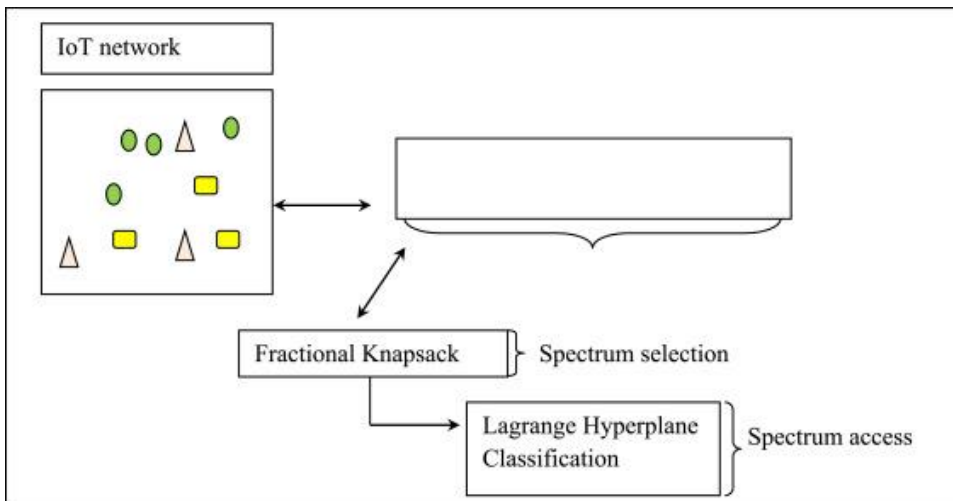 IoT network
Fractional Knapsack
Spectrum selection
Lagrange Hyperplane
Classification
Spectrum access